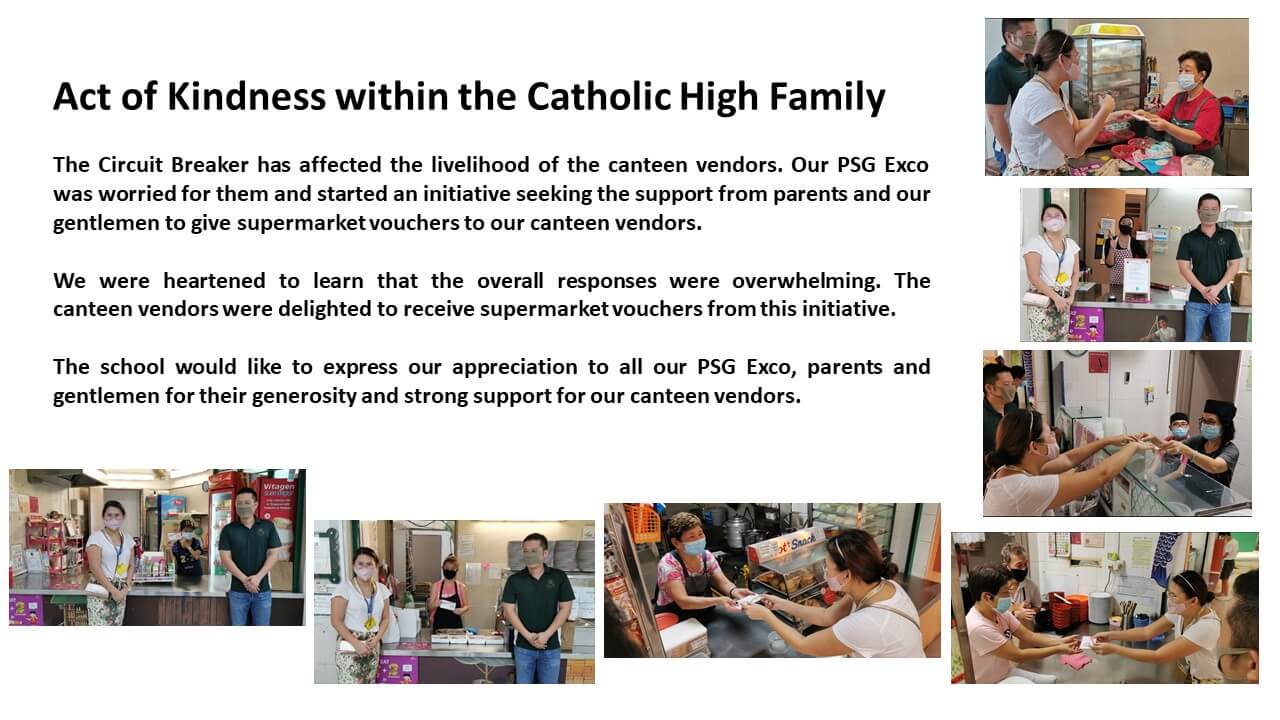 Act of Kindness within the Catholic High Family
The Circuit Breaker has affected the livelihood of the canteen vendors. Our PSG Exco
was worried for them and started an initiative seeking the support from parents and our
gentlemen to give supermarket vouchers to our canteen vendors.
We were heartened to learn that the overall responses were overwhelming. The
canteen vendors were delighted to receive supermarket vouchers from this initiative.
The school would like to express our appreciation to all our PSG Exco, parents and
gentlemen for their generosity and strong support for our canteen vendors.
Vitagen
Less Sugar
Hot Snack